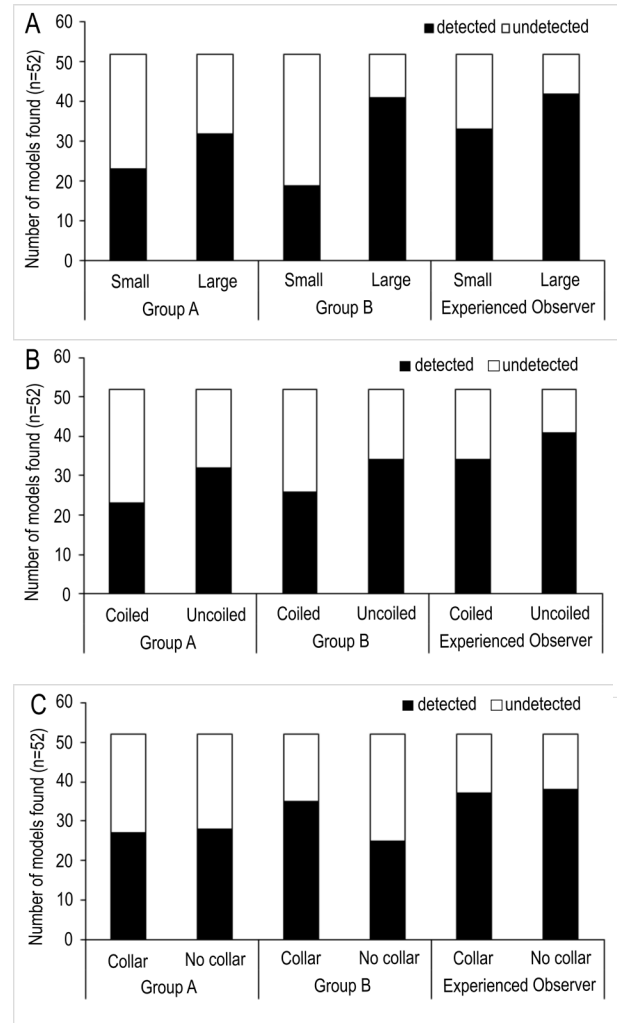 A
60
detected undetected
50
40
30
20
10
0
Number of models found (n=52)
Small Large Small Large Small Large
Group A Group B Experienced Observer
B
60
detected undetected
50
40
30
20
10
0
Number of models found (n=52)
Coiled Uncoiled Coiled Uncoiled Coiled Uncoiled
Group A Group B Experienced Observer
C
60
detected undetected
50
40
30
20
10
0
Number of models found (n=52)
Collar No collar Collar No collar Collar No collar
Group A Group B Experienced Observer